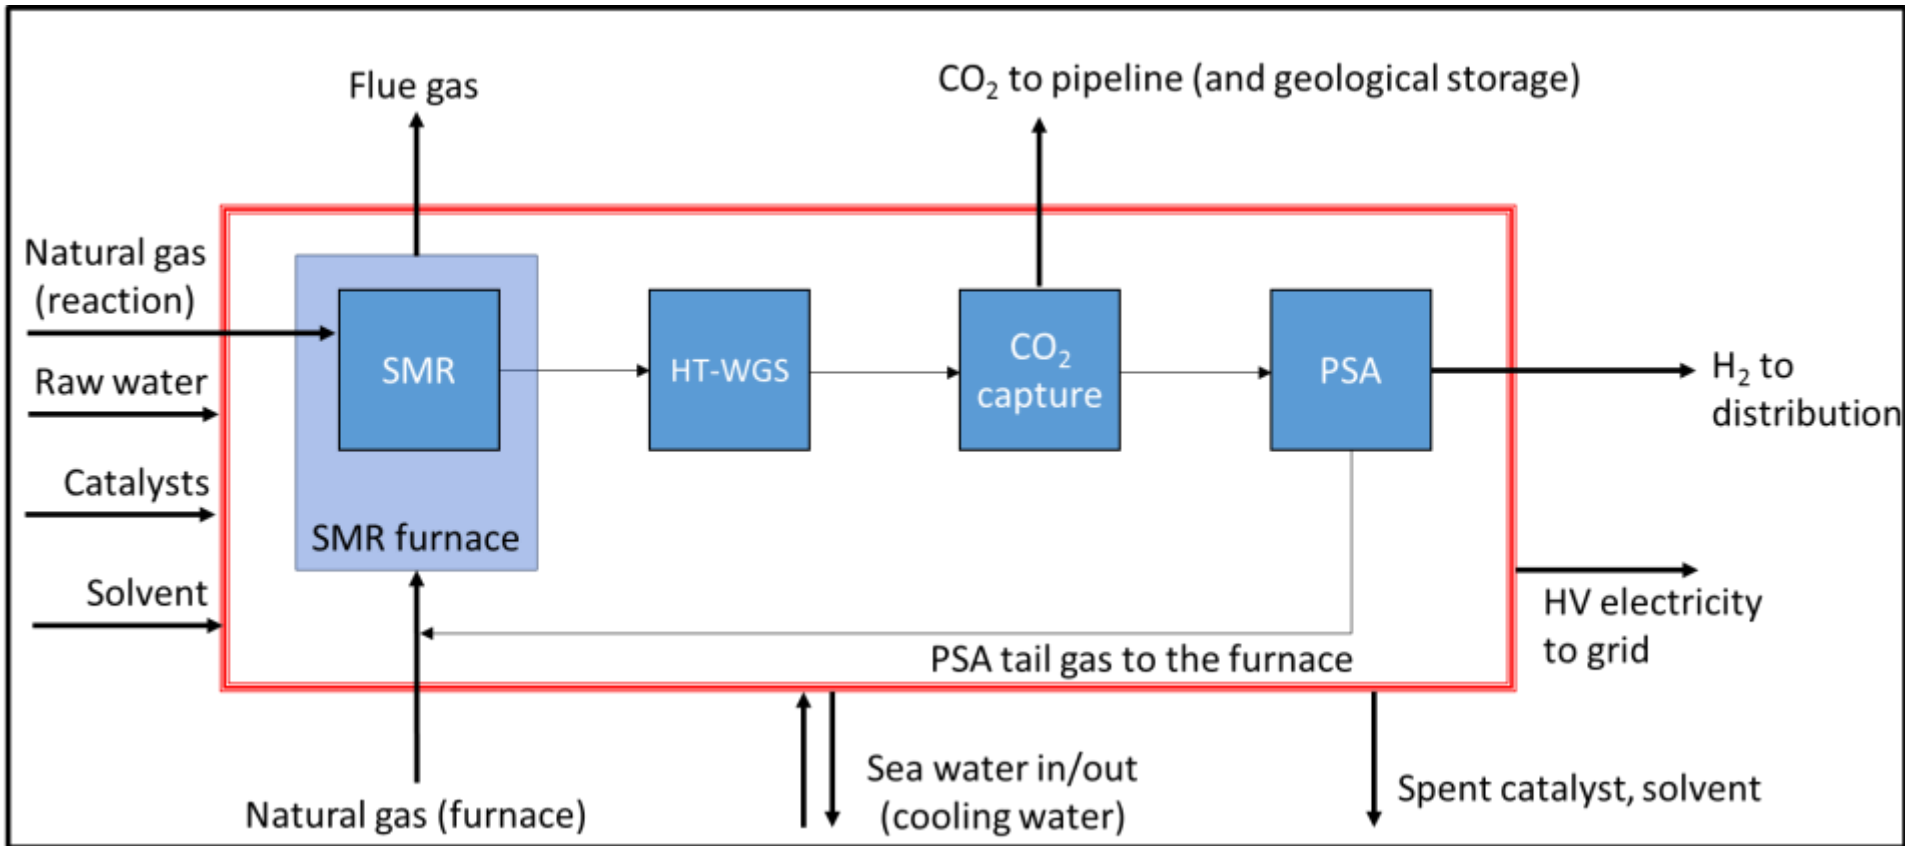 Flue gas
CO₂ to pipeline (and geological storage)
Natural gas
(reaction)
Raw water
Catalysts
Solvent
SMR
SMR furnace
HT-WGS
CO₂
capture
PSA
H₂ to
distribution
HV electricity
to grid
PSA tail gas to the furnace
Natural gas (furnace)
Sea water in/out
(cooling water)
Spent catalyst, solvent